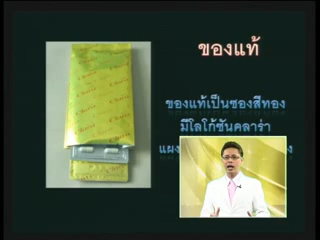 ของแท้
ของแท้เป็นซองสีทอง
มีโลโก้ซันคลาร่า
แผง